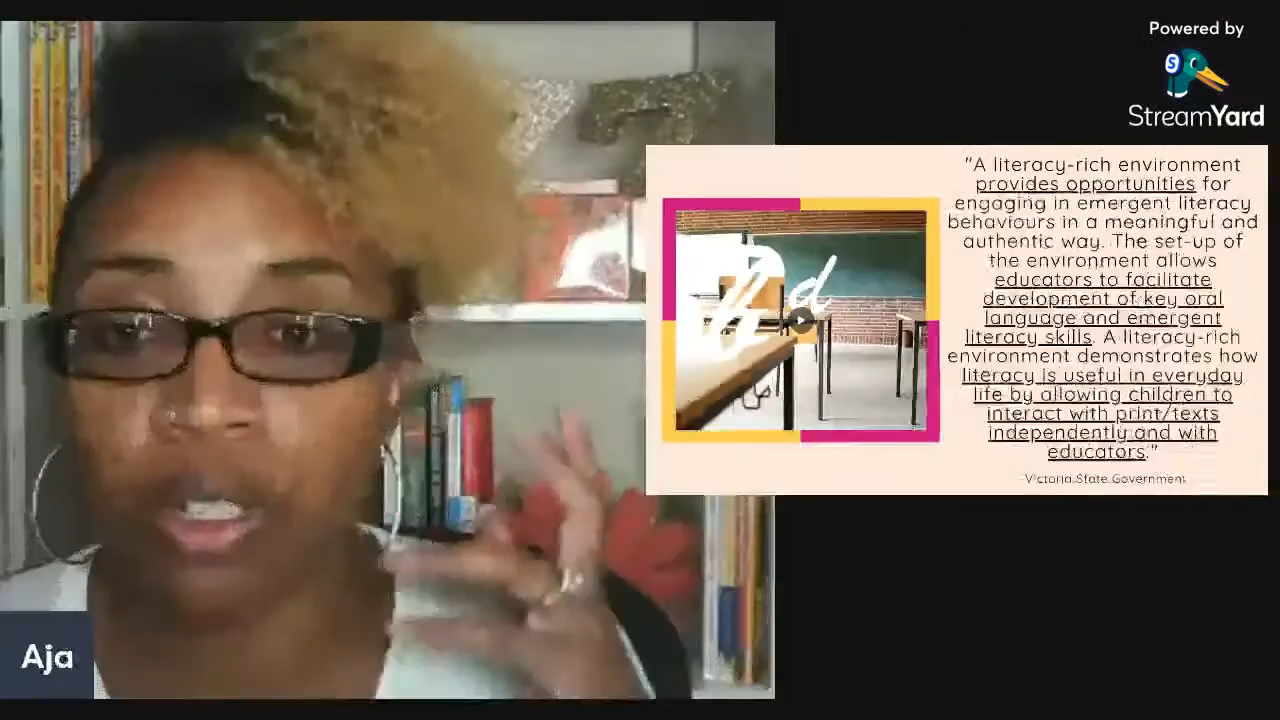 Powered by
StreamYard
"A literacy-rich environment
provides opportunities for
engaging in emergent literacy
behaviours in a meaningful and
authentic way. The set-up of
the environment allows
educators to facilitate
development of key oral
language and emergent
literacy skills. A literacy-rich
environment demonstrates how
literacy is useful in everyday
life by allowing children to
interact with print/texts
independently and with
educators."
-Victoria State Government
Aja